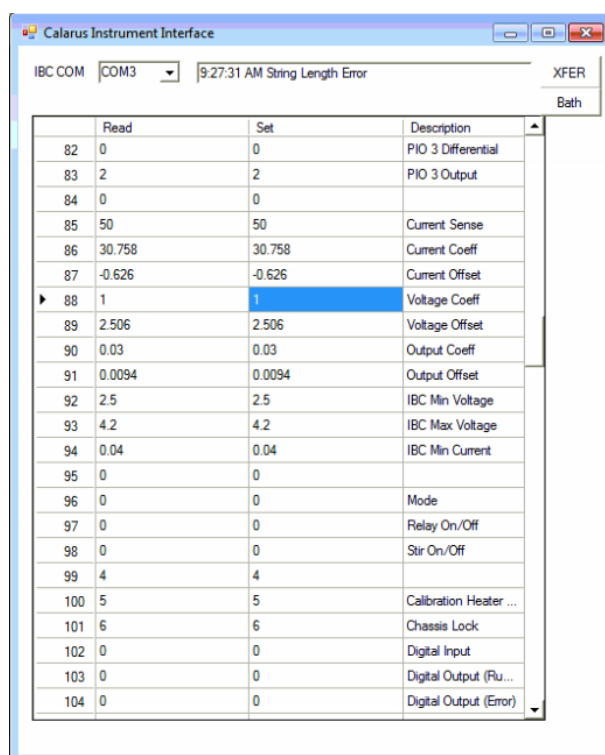 Calarus Instrument Interface
IBC COM COM3 9:27:31 AM String Length Error XFER
Bath
Read Set Description
82 0 0 PIO 3 Differential
83 2 2 PIO 3 Output
84 0 0
85 50 50 Current Sense
86 30.758 30.758 Current Coeff
87 -0.626 -0.626 Current Offset
88 1 1 Voltage Coeff
89 2.506 2.506 Voltage Offset
90 0.03 0.03 Output Coeff
91 0.0094 0.0094 Output Offset
92 2.5 2.5 IBC Min Voltage
93 4.2 4.2 IBC Max Voltage
94 0.04 0.04 IBC Min Current
95 0 0
96 0 0 Mode
97 0 0 Relay On/Off
98 0 0 Stir On/Off
99 4 4
100 5 5 Calibration Heater ...
101 6 6 Chassis Lock
102 0 0 Digital Input
103 0 0 Digital Output (Ru...
104 0 0 Digital Output (Error)